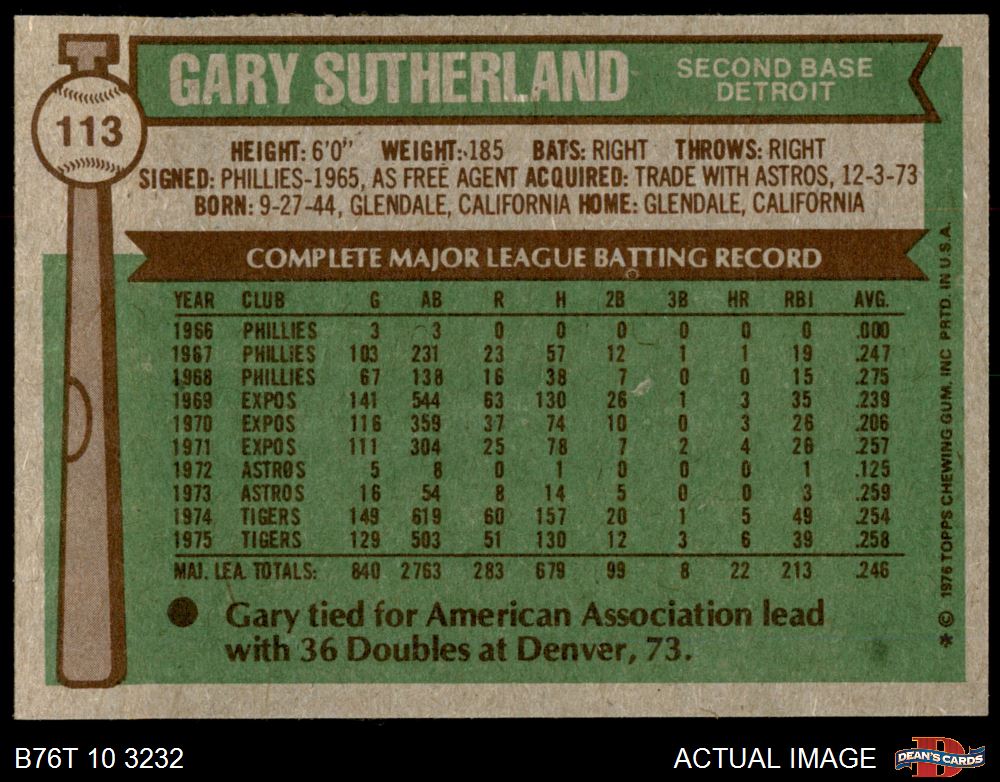 113
GARY SUTHERLAND
SECOND BASE
DETROIT
HEIGHT: 6'0" WEIGHT: 185 BATS: RIGHT THROWS: RIGHT
SIGNED: PHILLIES-1965, AS FREE AGENT ACQUIRED: TRADE WITH ASTROS, 12-3-73
BORN: 9-27-44, GLENDALE, CALIFORNIA HOME: GLENDALE, CALIFORNIA
COMPLETE MAJOR LEAGUE BATTING RECORD
YEAR CLUB G AB R H 2B 3B HR RBI AVG.
1966 PHILLIES 3 3 0 0 0 0 0 0 .000
1967 PHILLIES 103 231 23 57 12 1 1 19 .247
1968 PHILLIES 67 138 16 38 7 0 0 15 .275
1969 EXPOS 141 544 63 130 26 1 3 35 .239
1970 EXPOS 116 359 37 74 10 0 3 26 .206
1971 EXPOS 111 304 25 78 7 2 4 26 .257
1972 ASTROS 5 8 0 1 0 0 0 1 .125
1973 ASTROS 16 54 8 14 5 0 0 3 .259
1974 TIGERS 149 619 60 157 20 1 5 49 .254
1975 TIGERS 129 503 51 130 12 3 6 39 .258
MAJ. LEA. TOTALS: 840 2763 283 679 99 8 22 213 .246
● Gary tied for American Association lead
with 36 Doubles at Denver, 73.
* © 1976 TOPPS CHEWING GUM, INC PRTD. IN U.S.A.
B76T 10 3232
ACTUAL IMAGE
D
DEAN'S CARDS